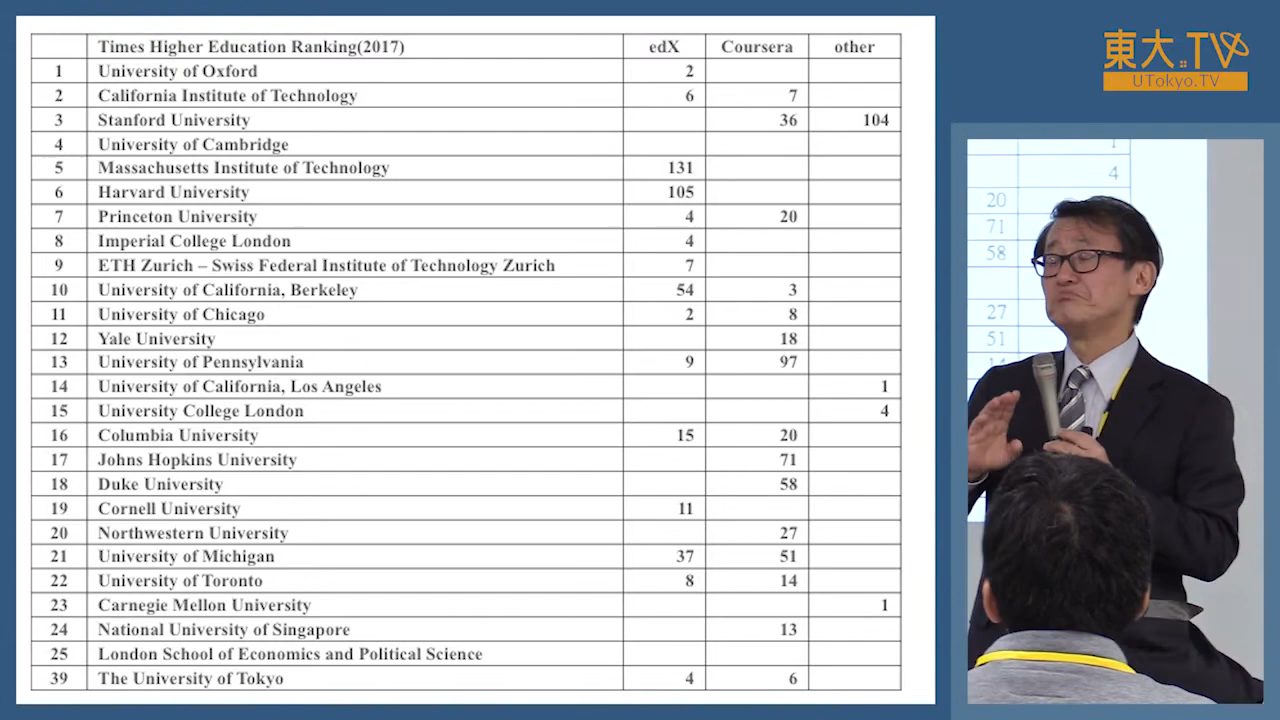 Times Higher Education Ranking(2017) edX Coursera other
1 University of Oxford 2
2 California Institute of Technology 6 7
3 Stanford University 36 104
4 University of Cambridge
5 Massachusetts Institute of Technology 131
6 Harvard University 105
7 Princeton University 4 20
8 Imperial College London 4
9 ETH Zurich – Swiss Federal Institute of Technology Zurich 7
10 University of California, Berkeley 54 3
11 University of Chicago 2 8
12 Yale University 18
13 University of Pennsylvania 9 97
14 University of California, Los Angeles 1
15 University College London 4
16 Columbia University 15 20
17 Johns Hopkins University 71
18 Duke University 58
19 Cornell University 11
20 Northwestern University 27
21 University of Michigan 37 51
22 University of Toronto 8 14
23 Carnegie Mellon University 1
24 National University of Singapore 13
25 London School of Economics and Political Science
39 The University of Tokyo 4 6
東大.TV
UTokyo.TV
4
20
71
58
27
51